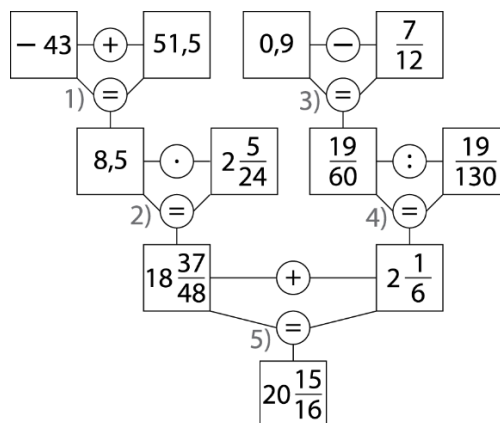 − 43 + 51,5 0,9 − 7/12
1) = 3) =
8,5 · 2 5/24 19/60 : 19/130
2) = 4) =
18 37/48 + 2 1/6
5) =
20 15/16